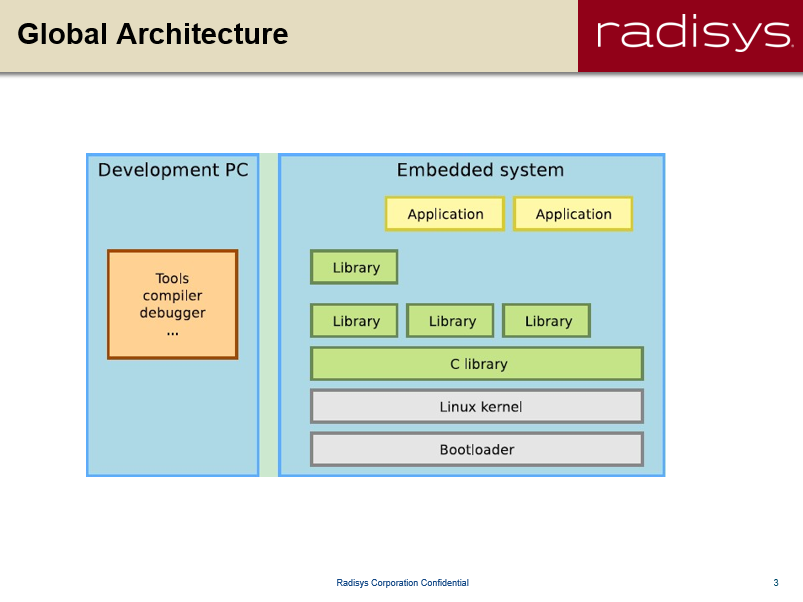 Global Architecture
radisys.
Development PC
Tools
compiler
debugger
...
Embedded system
Application
Application
Library
Library
Library
Library
C library
Linux kernel
Bootloader
Radisys Corporation Confidential
3